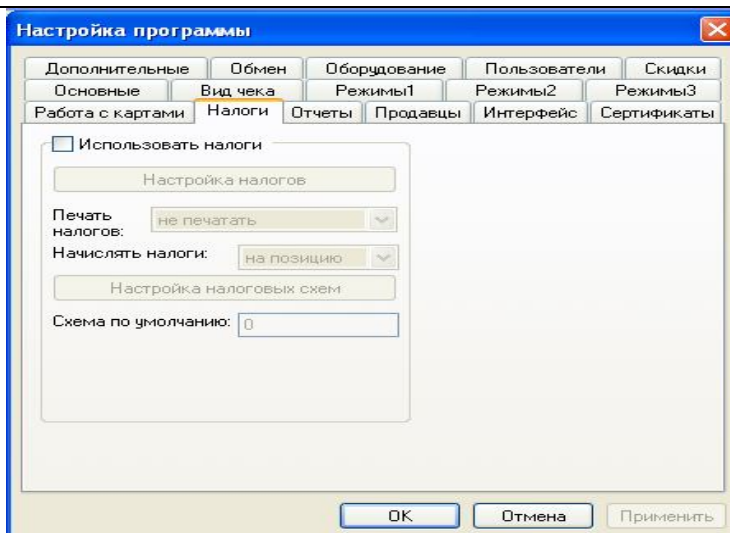 Настройка программы
Дополнительные Обмен Оборудование Пользователи Скидки
Основные Вид чека Режимы1 Режимы2 Режимы3
Работа с картами Налоги Отчеты Продавцы Интерфейс Сертификаты
Использовать налоги
Настройка налогов
Печать
налогов: не печатать
Начислять налоги: на позицию
Настройка налоговых схем
Схема по умолчанию: 0
OK Отмена Применить